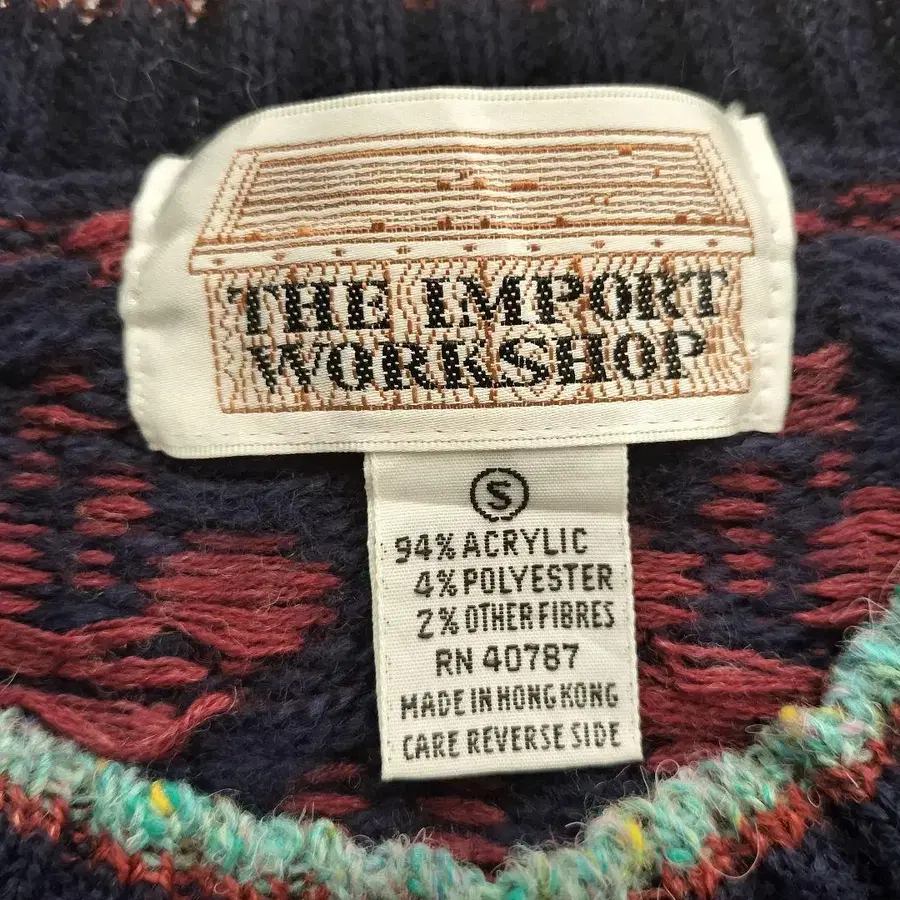 THE IMPORT
WORKSHOP
S
94% ACRYLIC
4% POLYESTER
2% OTHER FIBRES
RN 40787
MADE IN HONG KONG
CARE REVERSE SIDE